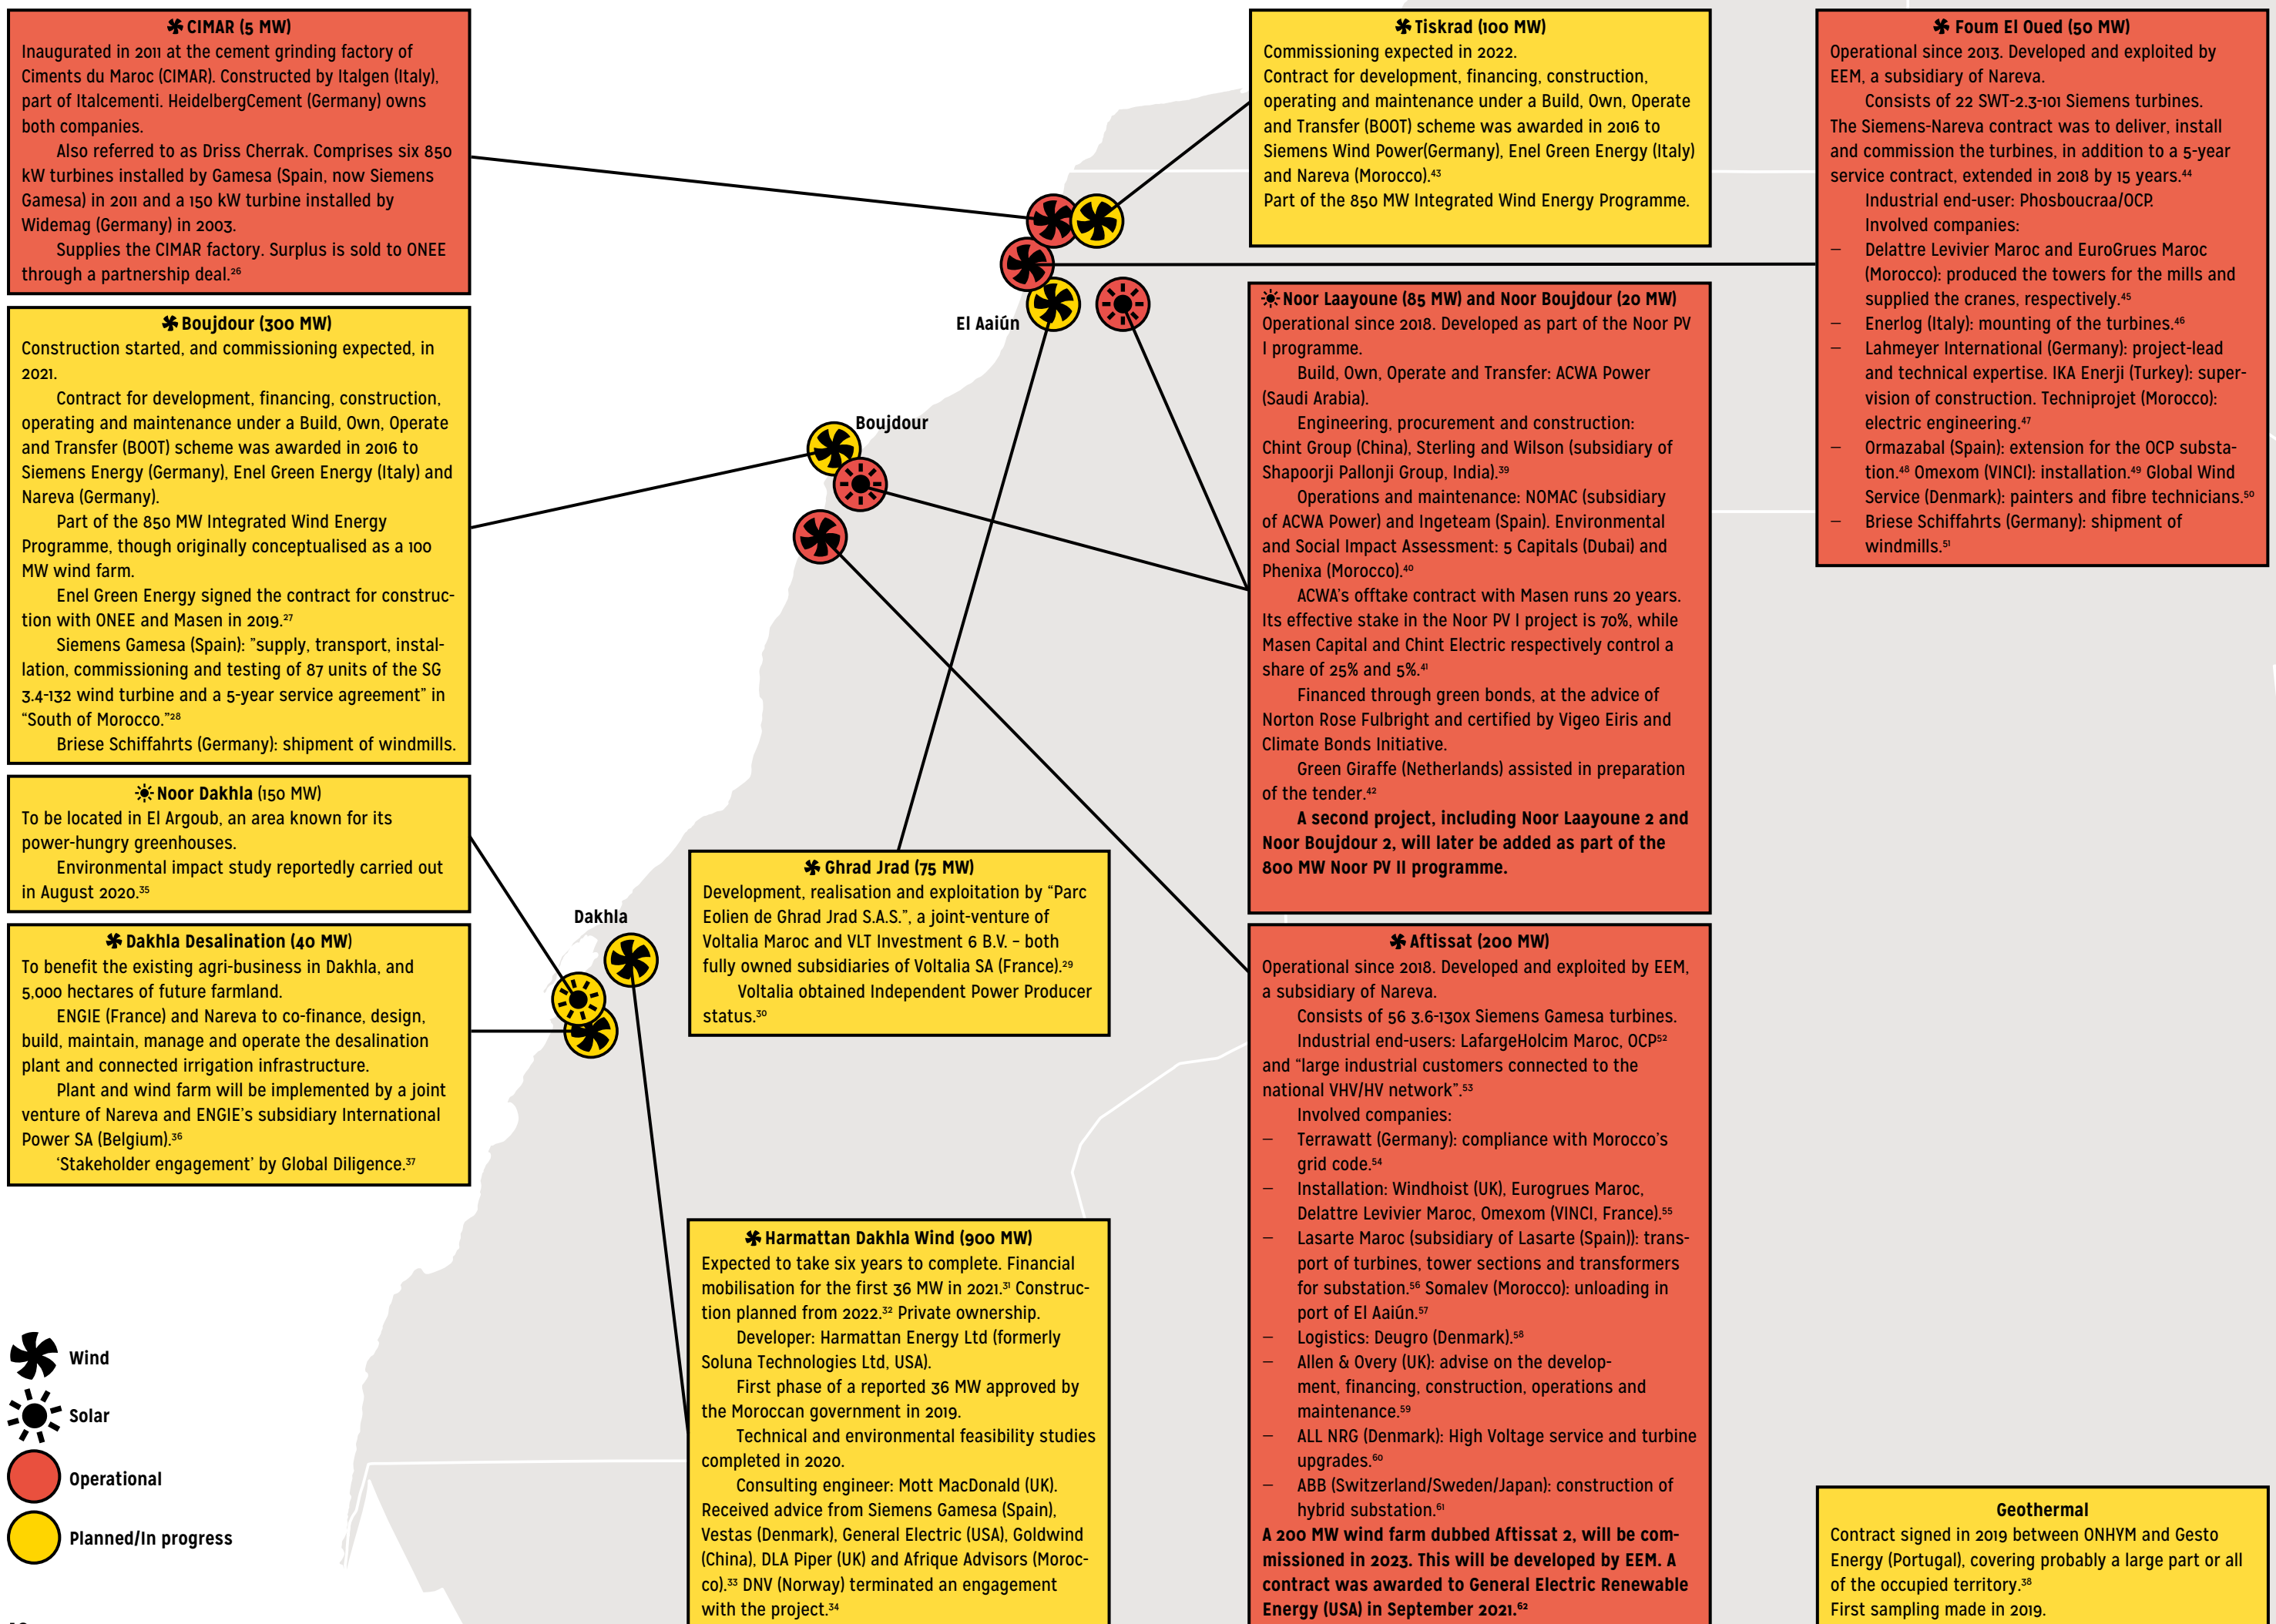 CIMAR (5 MW)
Inaugurated in 2011 at the cement grinding factory of
Ciments du Maroc (CIMAR). Constructed by Italgen (Italy),
part of Italcementi. HeidelbergCement (Germany) owns
both companies.
Also referred to as Driss Cherrak. Comprises six 850
kW turbines installed by Gamesa (Spain, now Siemens
Gamesa) in 2011 and a 150 kW turbine installed by
Widemag (Germany) in 2003.
Supplies the CIMAR factory. Surplus is sold to ONEE
through a partnership deal.²⁶
Boujdour (300 MW)
Construction started, and commissioning expected, in
2021.
Contract for development, financing, construction,
operating and maintenance under a Build, Own, Operate
and Transfer (BOOT) scheme was awarded in 2016 to
Siemens Energy (Germany), Enel Green Energy (Italy) and
Nareva (Germany).
Part of the 850 MW Integrated Wind Energy
Programme, though originally conceptualised as a 100
MW wind farm.
Enel Green Energy signed the contract for construc-
tion with ONEE and Masen in 2019.²⁷
Siemens Gamesa (Spain): ”supply, transport, instal-
lation, commissioning and testing of 87 units of the SG
3.4-132 wind turbine and a 5-year service agreement” in
“South of Morocco.”²⁸
Briese Schiffahrts (Germany): shipment of windmills.
Noor Dakhla (150 MW)
To be located in El Argoub, an area known for its
power-hungry greenhouses.
Environmental impact study reportedly carried out
in August 2020.³⁵
Dakhla Desalination (40 MW)
To benefit the existing agri-business in Dakhla, and
5,000 hectares of future farmland.
ENGIE (France) and Nareva to co-finance, design,
build, maintain, manage and operate the desalination
plant and connected irrigation infrastructure.
Plant and wind farm will be implemented by a joint
venture of Nareva and ENGIE’s subsidiary International
Power SA (Belgium).³⁶
‘Stakeholder engagement’ by Global Diligence.³⁷
Wind
Solar
Operational
Planned/In progress
El Aaiún
Boujdour
Dakhla
Ghrad Jrad (75 MW)
Development, realisation and exploitation by “Parc
Eolien de Ghrad Jrad S.A.S.”, a joint-venture of
Voltalia Maroc and VLT Investment 6 B.V. – both
fully owned subsidiaries of Voltalia SA (France).²⁹
Voltalia obtained Independent Power Producer
status.³⁰
Harmattan Dakhla Wind (900 MW)
Expected to take six years to complete. Financial
mobilisation for the first 36 MW in 2021.³¹ Construc-
tion planned from 2022.³² Private ownership.
Developer: Harmattan Energy Ltd (formerly
Soluna Technologies Ltd, USA).
First phase of a reported 36 MW approved by
the Moroccan government in 2019.
Technical and environmental feasibility studies
completed in 2020.
Consulting engineer: Mott MacDonald (UK).
Received advice from Siemens Gamesa (Spain),
Vestas (Denmark), General Electric (USA), Goldwind
(China), DLA Piper (UK) and Afrique Advisors (Moroc-
co).³³ DNV (Norway) terminated an engagement
with the project.³⁴
Tiskrad (100 MW)
Commissioning expected in 2022.
Contract for development, financing, construction,
operating and maintenance under a Build, Own, Operate
and Transfer (BOOT) scheme was awarded in 2016 to
Siemens Wind Power(Germany), Enel Green Energy (Italy)
and Nareva (Morocco).⁴³
Part of the 850 MW Integrated Wind Energy Programme.
Noor Laayoune (85 MW) and Noor Boujdour (20 MW)
Operational since 2018. Developed as part of the Noor PV
I programme.
Build, Own, Operate and Transfer: ACWA Power
(Saudi Arabia).
Engineering, procurement and construction:
Chint Group (China), Sterling and Wilson (subsidiary of
Shapoorji Pallonji Group, India).³⁹
Operations and maintenance: NOMAC (subsidiary
of ACWA Power) and Ingeteam (Spain). Environmental
and Social Impact Assessment: 5 Capitals (Dubai) and
Phenixa (Morocco).⁴⁰
ACWA’s offtake contract with Masen runs 20 years.
Its effective stake in the Noor PV I project is 70%, while
Masen Capital and Chint Electric respectively control a
share of 25% and 5%.⁴¹
Financed through green bonds, at the advice of
Norton Rose Fulbright and certified by Vigeo Eiris and
Climate Bonds Initiative.
Green Giraffe (Netherlands) assisted in preparation
of the tender.⁴²
A second project, including Noor Laayoune 2 and
Noor Boujdour 2, will later be added as part of the
800 MW Noor PV II programme.
Aftissat (200 MW)
Operational since 2018. Developed and exploited by EEM,
a subsidiary of Nareva.
Consists of 56 3.6-130x Siemens Gamesa turbines.
Industrial end-users: LafargeHolcim Maroc, OCP⁵²
and “large industrial customers connected to the
national VHV/HV network”.⁵³
Involved companies:
– Terrawatt (Germany): compliance with Morocco’s
grid code.⁵⁴
– Installation: Windhoist (UK), Eurogrues Maroc,
Delattre Levivier Maroc, Omexom (VINCI, France).⁵⁵
– Lasarte Maroc (subsidiary of Lasarte (Spain)): trans-
port of turbines, tower sections and transformers
for substation.⁵⁶ Somalev (Morocco): unloading in
port of El Aaiún.⁵⁷
– Logistics: Deugro (Denmark).⁵⁸
– Allen & Overy (UK): advise on the develop-
ment, financing, construction, operations and
maintenance.⁵⁹
– ALL NRG (Denmark): High Voltage service and turbine
upgrades.⁶⁰
– ABB (Switzerland/Sweden/Japan): construction of
hybrid substation.⁶¹
A 200 MW wind farm dubbed Aftissat 2, will be com-
missioned in 2023. This will be developed by EEM. A
contract was awarded to General Electric Renewable
Energy (USA) in September 2021.⁶²
Foum El Oued (50 MW)
Operational since 2013. Developed and exploited by
EEM, a subsidiary of Nareva.
Consists of 22 SWT-2.3-101 Siemens turbines.
The Siemens-Nareva contract was to deliver, install
and commission the turbines, in addition to a 5-year
service contract, extended in 2018 by 15 years.⁴⁴
Industrial end-user: Phosboucraa/OCP.
Involved companies:
– Delattre Levivier Maroc and EuroGrues Maroc
(Morocco): produced the towers for the mills and
supplied the cranes, respectively.⁴⁵
– Enerlog (Italy): mounting of the turbines.⁴⁶
– Lahmeyer International (Germany): project-lead
and technical expertise. IKA Enerji (Turkey): super-
vision of construction. Techniprojet (Morocco):
electric engineering.⁴⁷
– Ormazabal (Spain): extension for the OCP substa-
tion.⁴⁸ Omexom (VINCI): installation.⁴⁹ Global Wind
Service (Denmark): painters and fibre technicians.⁵⁰
– Briese Schiffahrts (Germany): shipment of
windmills.⁵¹
Geothermal
Contract signed in 2019 between ONHYM and Gesto
Energy (Portugal), covering probably a large part or all
of the occupied territory.³⁸
First sampling made in 2019.